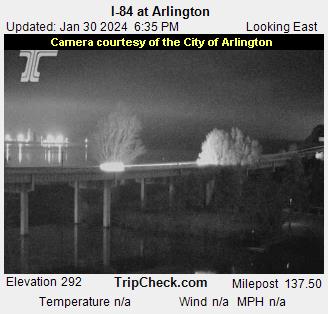 I-84 at Arlington
Updated: Jan 30 2024 6:35 PM Looking East
Camera courtesy of the City of Arlington
Elevation 292 TripCheck.com Milepost 137.50
Temperature n/a Wind n/a MPH n/a